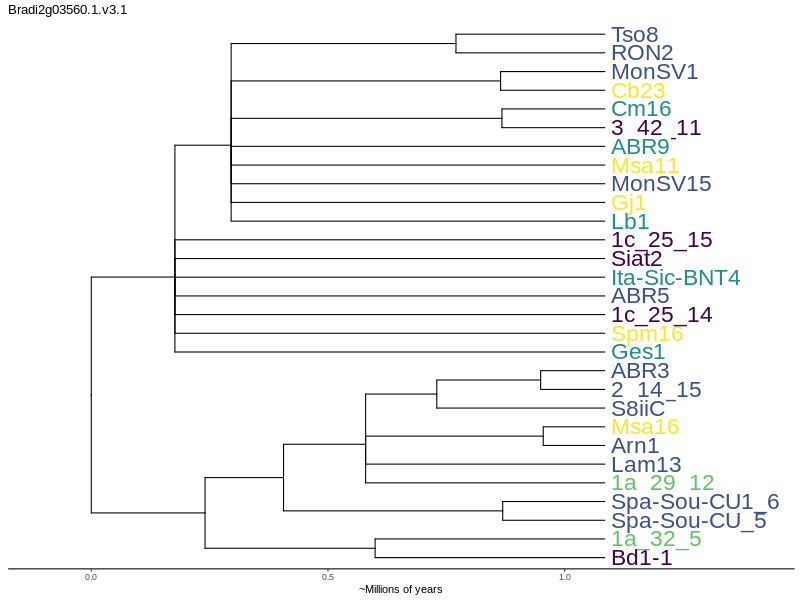 Bradi2g03560.1.v3.1
Tso8
RON2
MonSV1
Cb23
Cm16
3_42_11
ABR9
Msa11
MonSV15
Gj1
Lb1
1c_25_15
Siat2
Ita-Sic-BNT4
ABR5
1c_25_14
Spm16
Ges1
ABR3
2_14_15
S8iiC
Msa16
Arn1
Lam13
1a_29_12
Spa-Sou-CU1_6
Spa-Sou-CU_5
1a_32_5
Bd1-1
0.0 0.5 1.0
~Millions of years